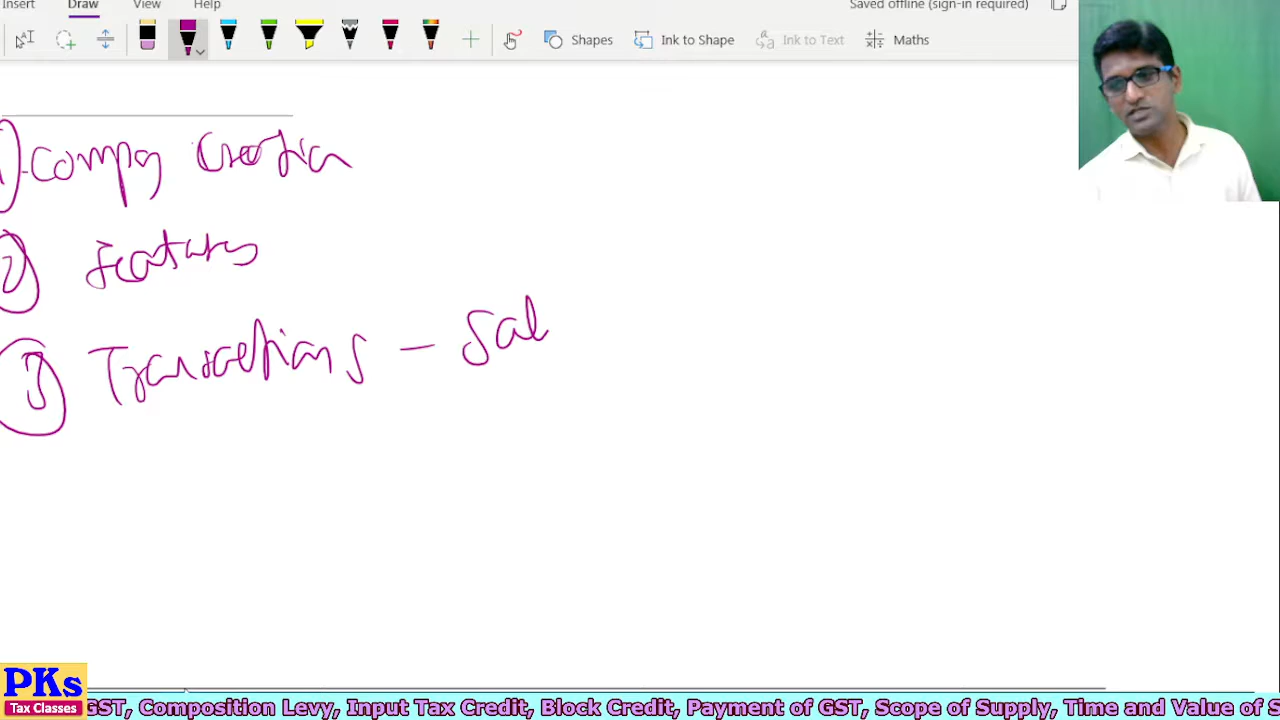 Insert Draw View Help Saved offline (sign-in required)
Shapes Ink to Shape Ink to Text Maths
1) Compy Creation
2) Features
3) Transactions - Sal
PKs
Tax Classes
GST, Composition Levy, Input Tax Credit, Block Credit, Payment of GST, Scope of Supply, Time and Value of S